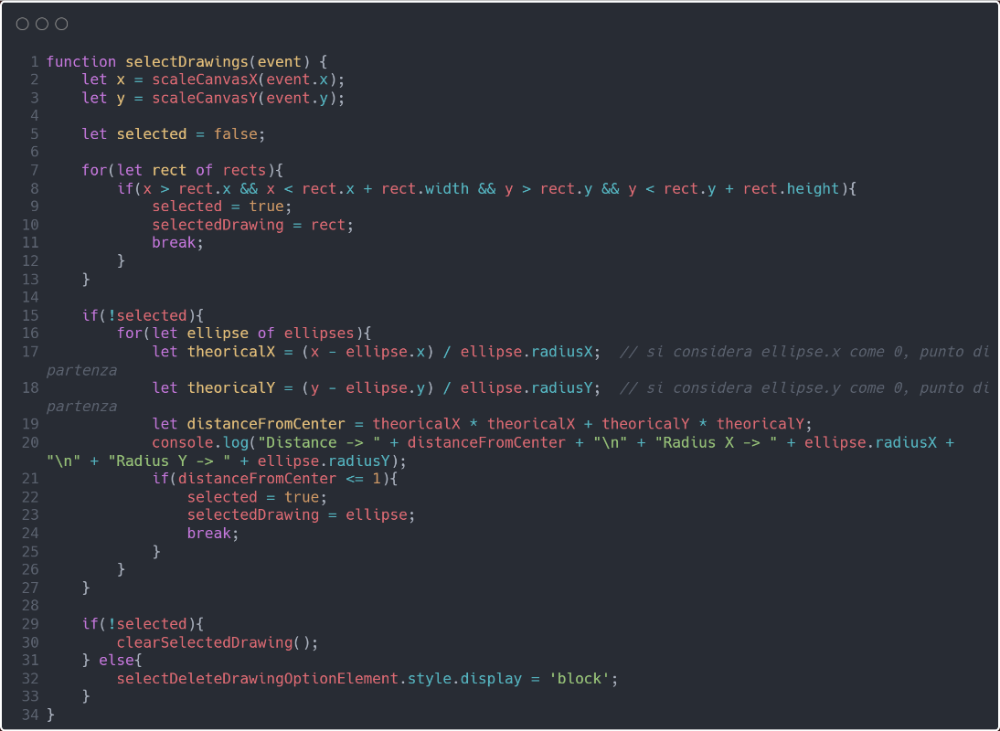 1 function selectDrawings(event) {
2     let x = scaleCanvasX(event.x);
3     let y = scaleCanvasY(event.y);
4
5     let selected = false;
6
7     for(let rect of rects){
8         if(x > rect.x && x < rect.x + rect.width && y > rect.y && y < rect.y + rect.height){
9             selected = true;
10             selectedDrawing = rect;
11             break;
12         }
13     }
14
15     if(!selected){
16         for(let ellipse of ellipses){
17             let theoricalX = (x - ellipse.x) / ellipse.radiusX;  // si considera ellipse.x come 0, punto di
partenza
18             let theoricalY = (y - ellipse.y) / ellipse.radiusY;  // si considera ellipse.y come 0, punto di
partenza
19             let distanceFromCenter = theoricalX * theoricalX + theoricalY * theoricalY;
20             console.log("Distance -> " + distanceFromCenter + "\n" + "Radius X -> " + ellipse.radiusX +
"\n" + "Radius Y -> " + ellipse.radiusY);
21             if(distanceFromCenter <= 1){
22                 selected = true;
23                 selectedDrawing = ellipse;
24                 break;
25             }
26         }
27     }
28
29     if(!selected){
30         clearSelectedDrawing();
31     } else{
32         selectDeleteDrawingOptionElement.style.display = 'block';
33     }
34 }